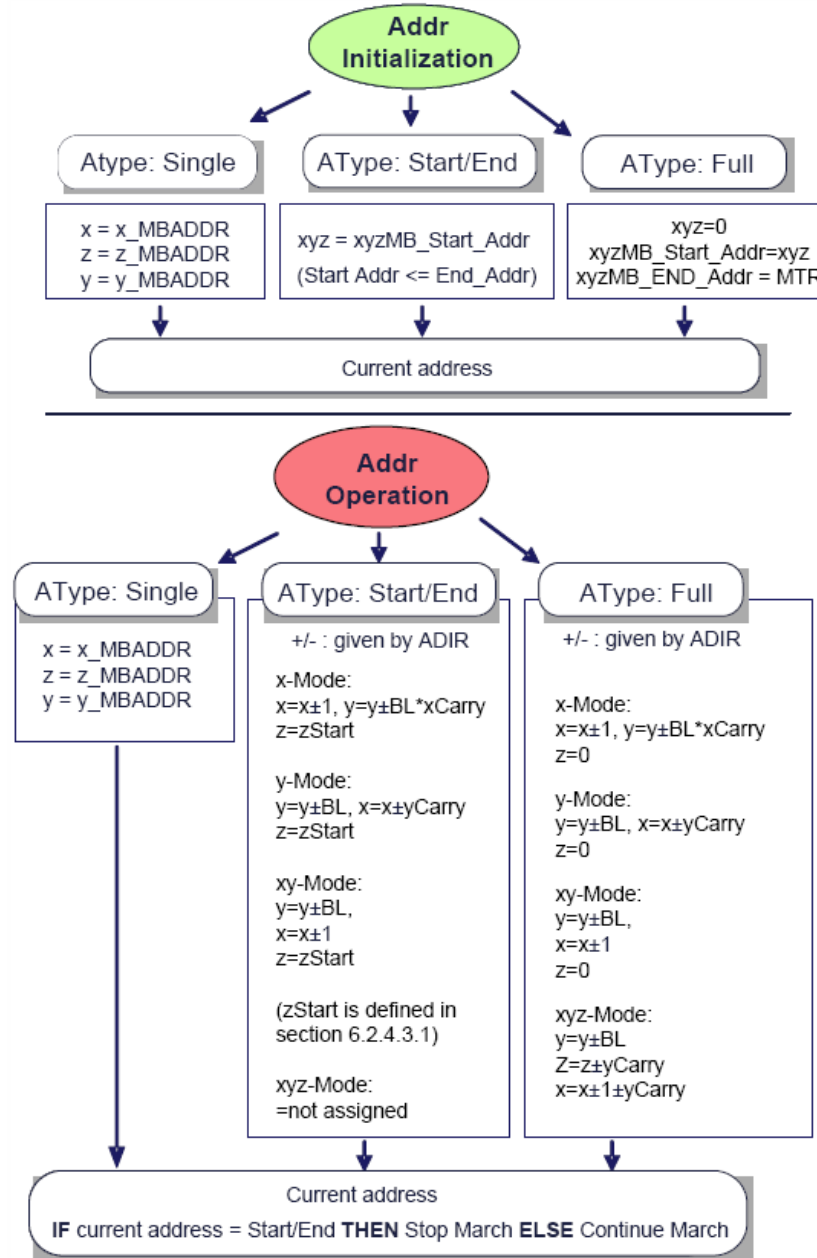 Addr
Initialization
Atype: Single
AType: Start/End
AType: Full
x = x_MBADDR
z = z_MBADDR
y = y_MBADDR
xyz = xyzMB_Start_Addr
(Start Addr <= End_Addr)
xyz=0
xyzMB_Start_Addr=xyz
xyzMB_END_Addr = MTR
Current address
Addr
Operation
AType: Single
x = x_MBADDR
z = z_MBADDR
y = y_MBADDR
AType: Start/End
+/- : given by ADIR
x-Mode:
x=x±1, y=y±BL*xCarry
z=zStart
y-Mode:
y=y±BL, x=x±yCarry
z=zStart
xy-Mode:
y=y±BL,
x=x±1
z=zStart
(zStart is defined in
section 6.2.4.3.1)
xyz-Mode:
=not assigned
AType: Full
+/- : given by ADIR
x-Mode:
x=x±1, y=y±BL*xCarry
z=0
y-Mode:
y=y±BL, x=x±yCarry
z=0
xy-Mode:
y=y±BL,
x=x±1
z=0
xyz-Mode:
y=y±BL
Z=z±yCarry
x=x±1±yCarry
Current address
IF current address = Start/End THEN Stop March ELSE Continue March